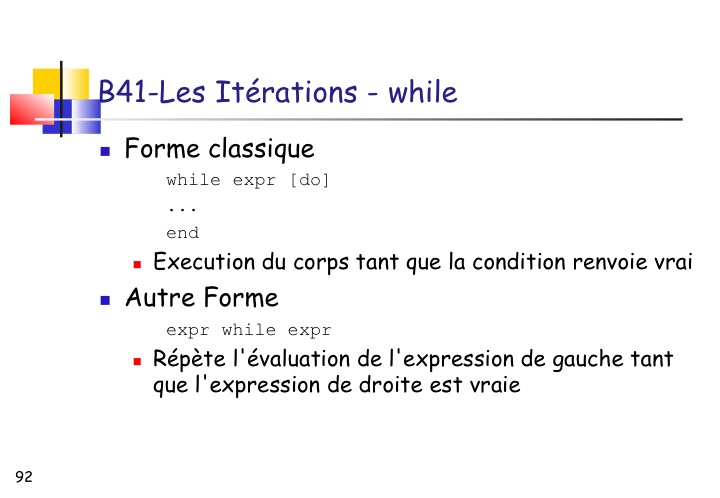 B41-Les Itérations - while
Forme classique
while expr [do]
...
end
Execution du corps tant que la condition renvoie vrai
Autre Forme
expr while expr
Répète l'évaluation de l'expression de gauche tant
que l'expression de droite est vraie
92